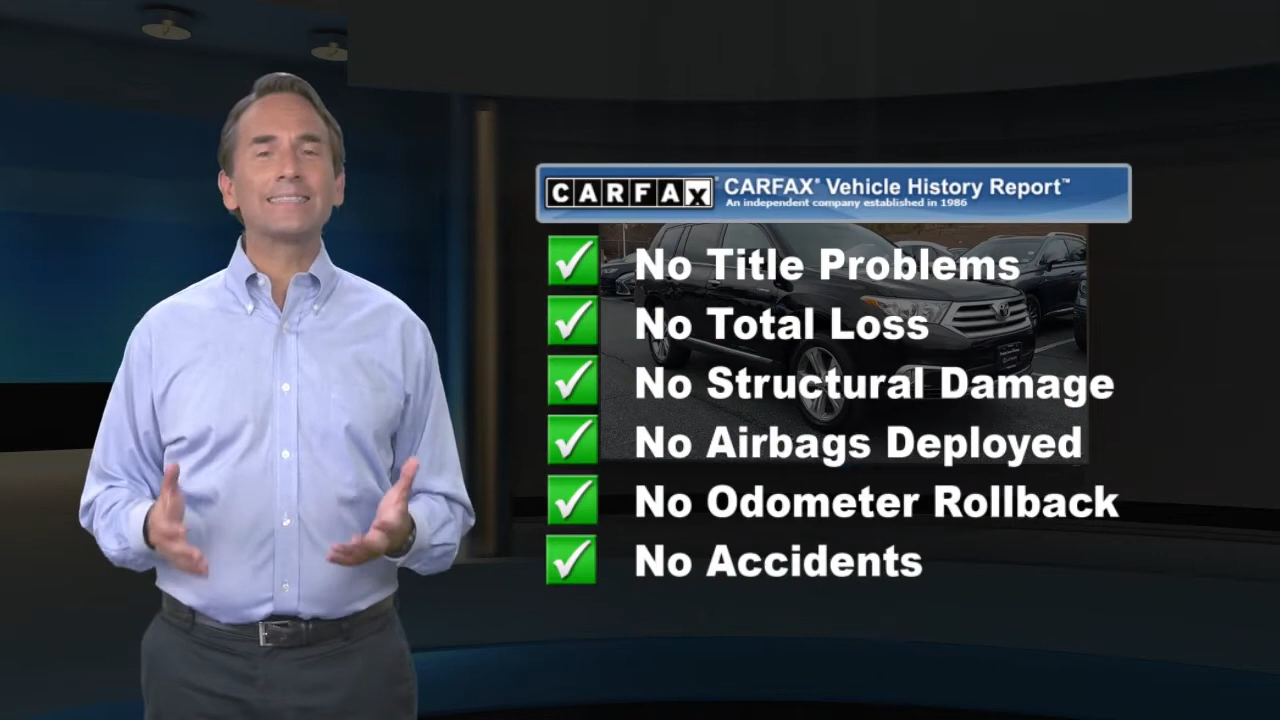 CARFAX CARFAX® Vehicle History Report™
An independent company established in 1986
No Title Problems
No Total Loss
No Structural Damage
No Airbags Deployed
No Odometer Rollback
No Accidents